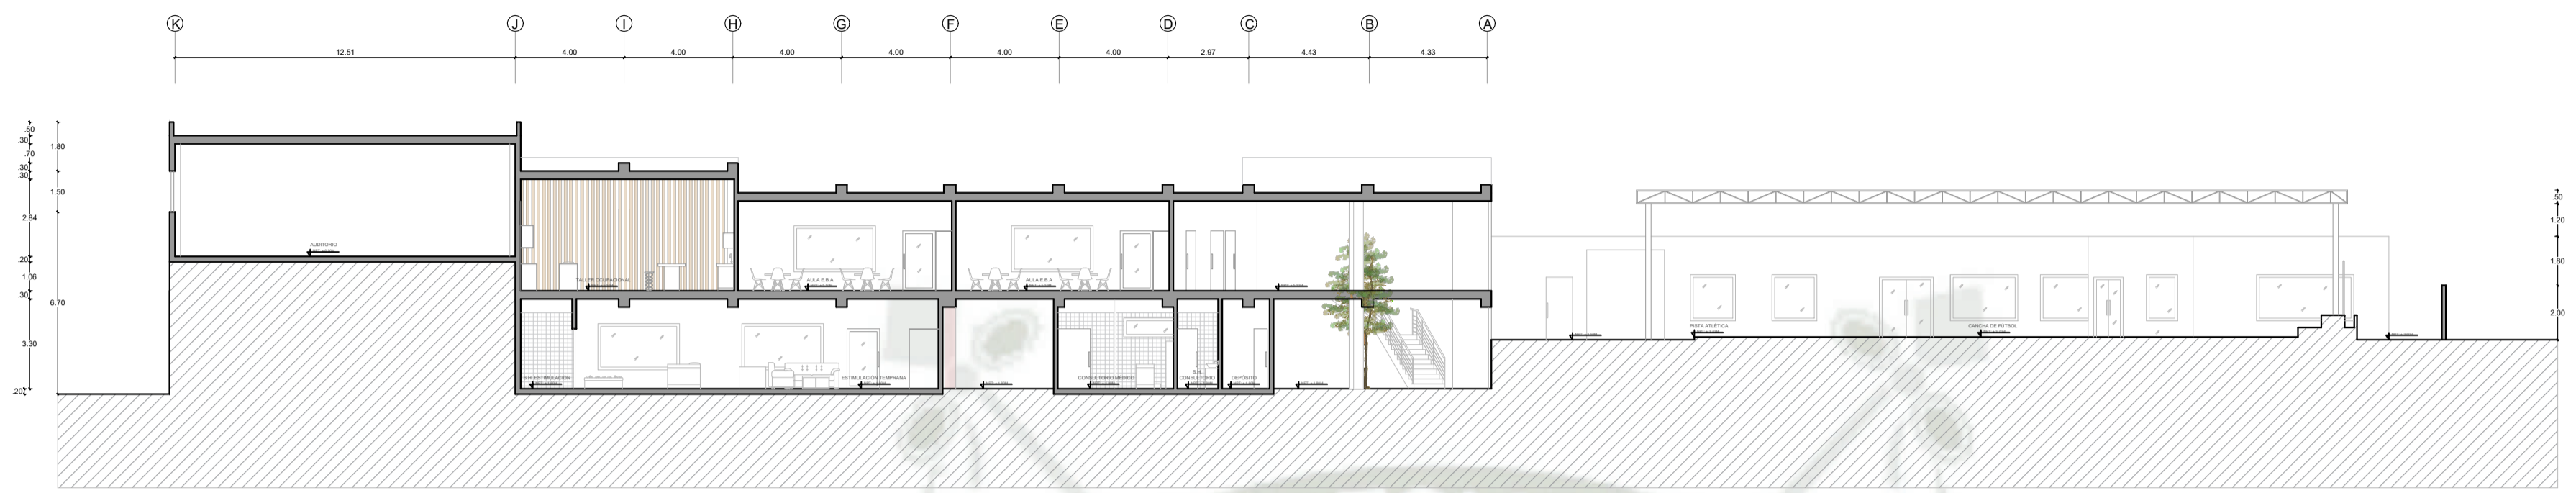 K J I H G F E D C B A
12.51 4.00 4.00 4.00 4.00 4.00 4.00 2.97 4.43 4.33
.50
.30
.70
.30
.30
2.84
.20
1.06
.30
3.30
.20
1.80
1.50
6.70
AUDITORIO
TALLER OCUPACIONAL
AULA E.B.A
AULA E.B.A
S.H. ESTIMULACIÓN
ESTIMULACIÓN TEMPRANA
CONSULTORIO MÉDICO
S.H.
CONSULTORIO
DEPÓSITO
PISTA ATLÉTICA
CANCHA DE FÚTBOL
.50
1.20
1.80
2.00